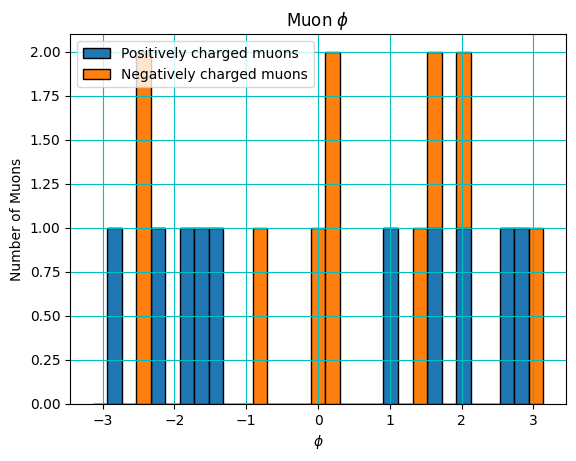 Muon ϕ
Positively charged muons
Negatively charged muons
Number of Muons
2.00
1.75
1.50
1.25
1.00
0.75
0.50
0.25
0.00
−3 −2 −1 0 1 2 3
ϕ